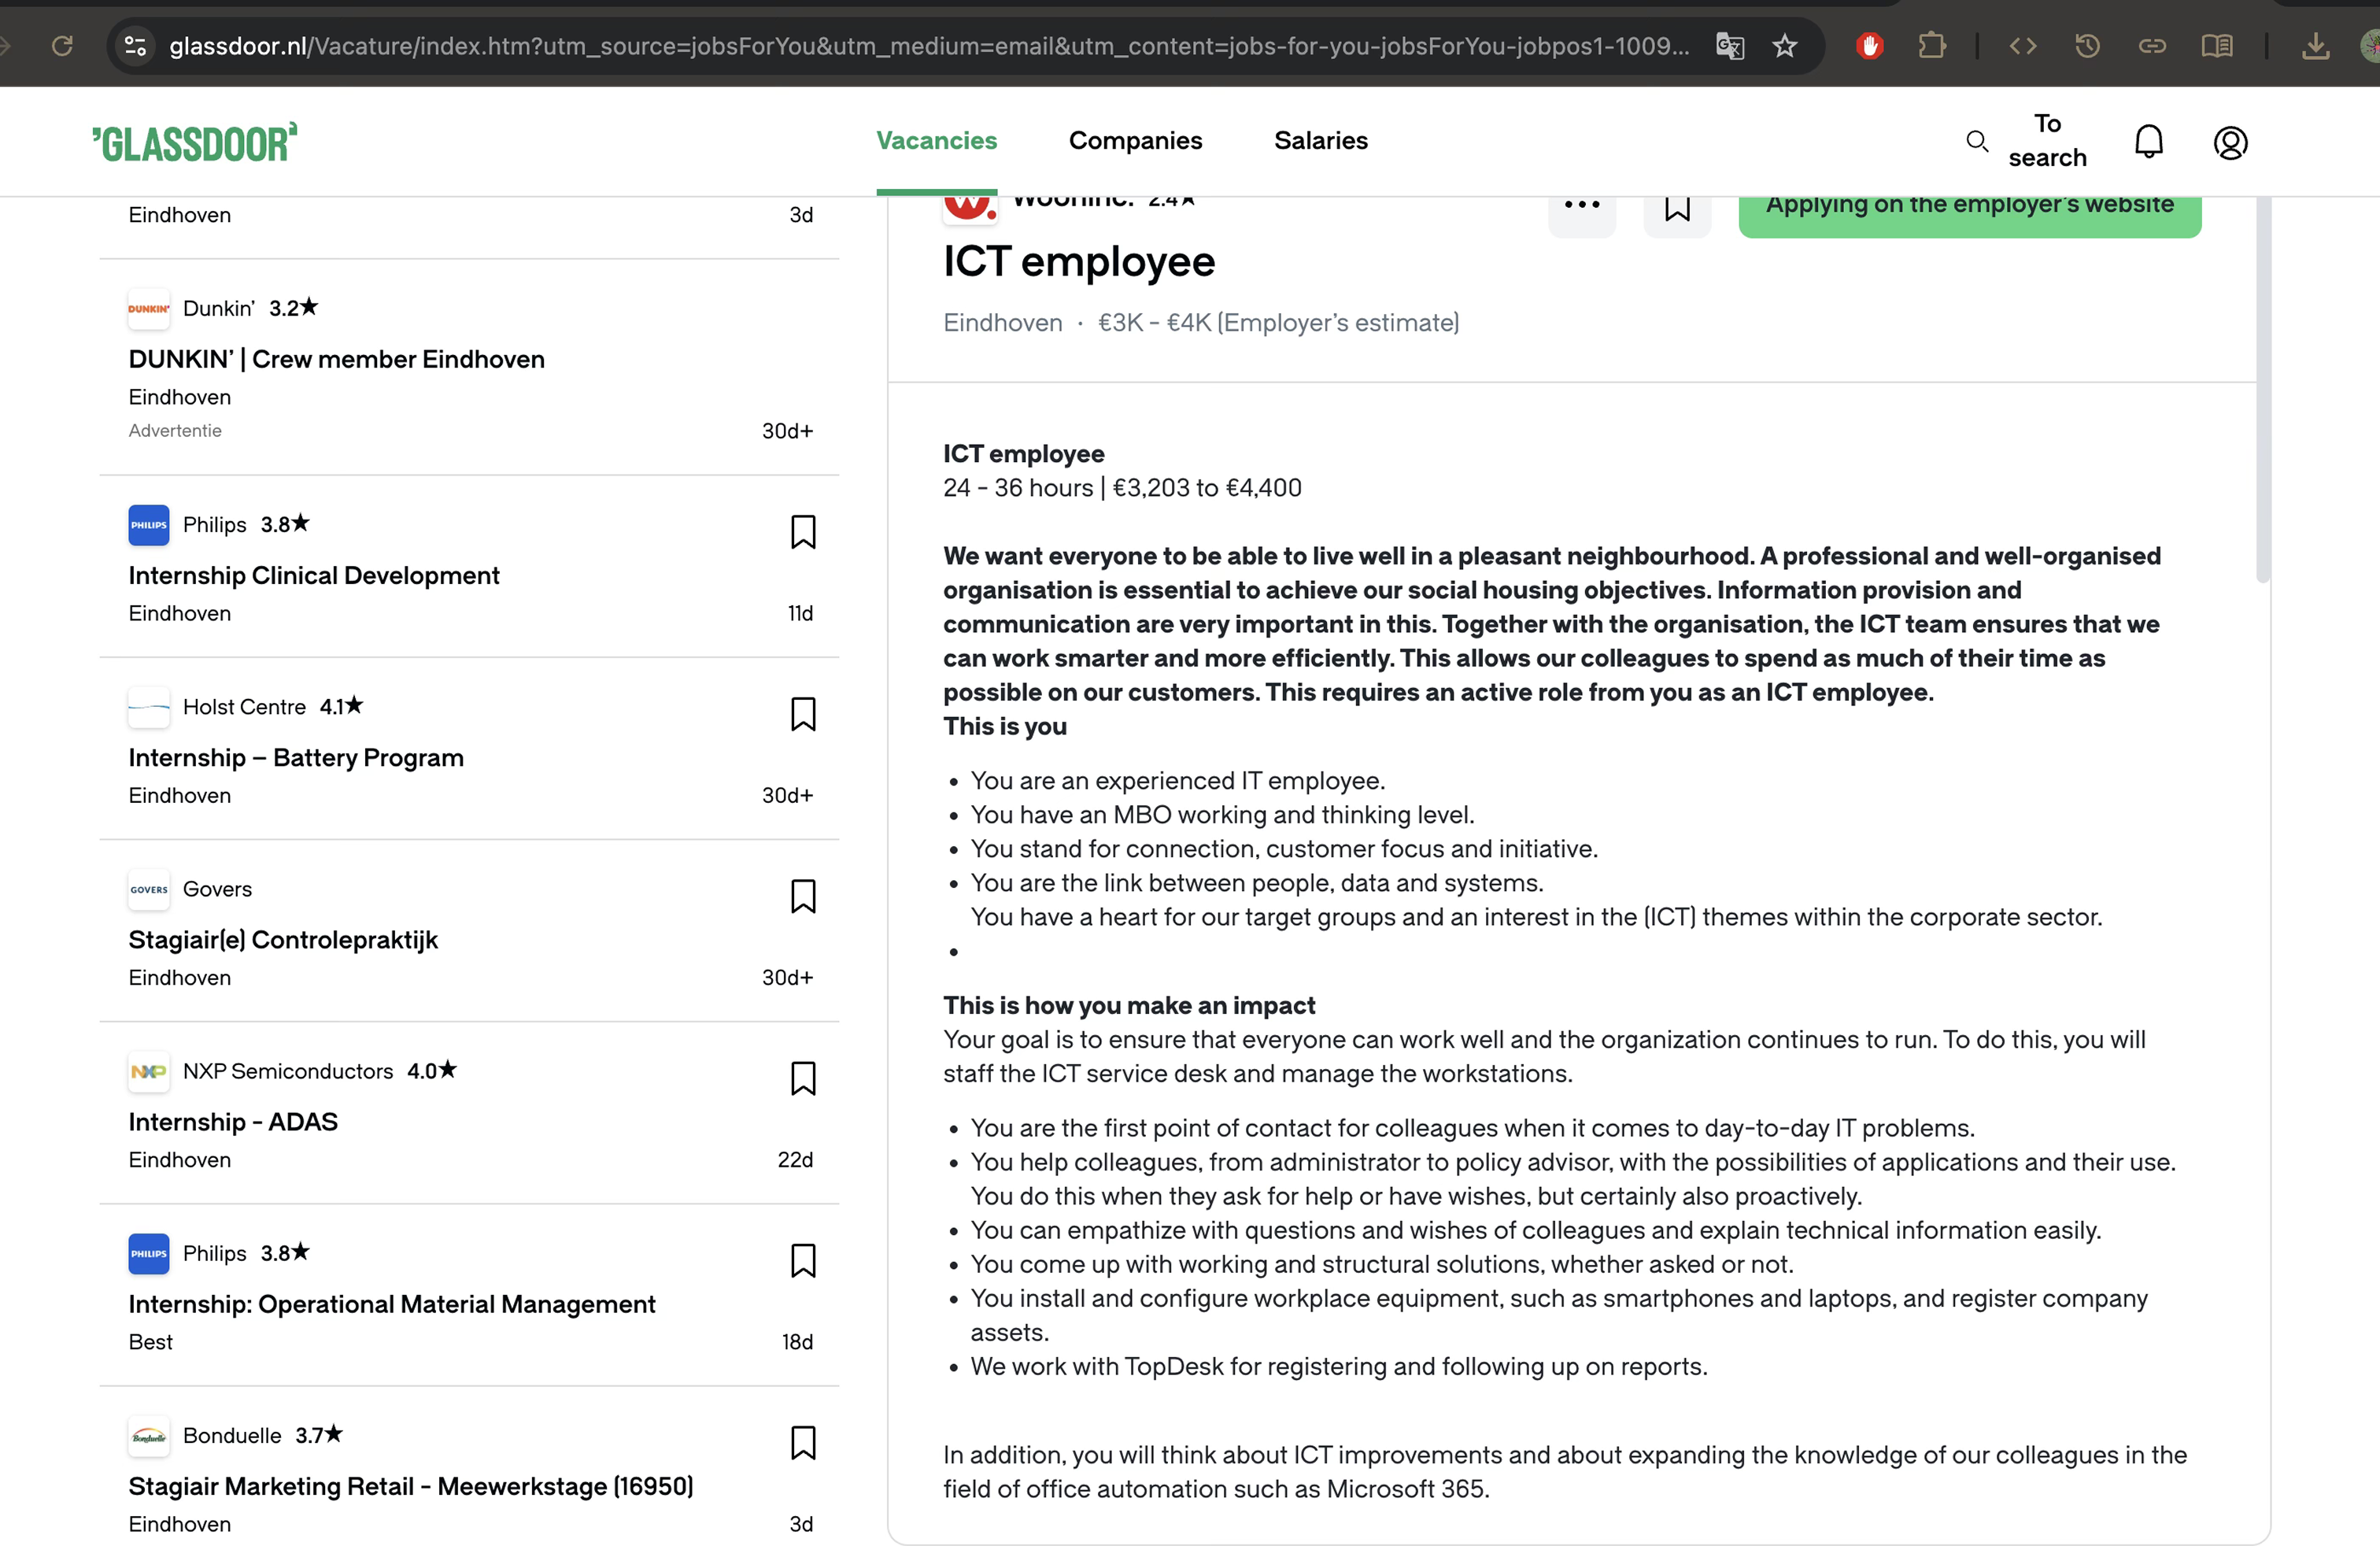 glassdoor.nl/Vacature/index.htm?utm_source=jobsForYou&utm_medium=email&utm_content=jobs-for-you-jobsForYou-jobpos1-1009...
'GLASSDOOR'
Vacancies
Companies
Salaries
To
search
Eindhoven
3d
DUNKIN'
Dunkin' 3.2★
DUNKIN' | Crew member Eindhoven
Eindhoven
Advertentie
30d+
PHILIPS
Philips 3.8★
Internship Clinical Development
Eindhoven
11d
Holst Centre 4.1★
Internship – Battery Program
Eindhoven
30d+
GOVERS
Govers
Stagiair(e) Controlepraktijk
Eindhoven
30d+
NXP
NXP Semiconductors 4.0★
Internship - ADAS
Eindhoven
22d
PHILIPS
Philips 3.8★
Internship: Operational Material Management
Best
18d
Bonduelle
Bonduelle 3.7★
Stagiair Marketing Retail - Meewerkstage (16950)
Eindhoven
3d
W.
WoonInc. 2.4★
Applying on the employer's website
ICT employee
Eindhoven · €3K - €4K (Employer's estimate)
ICT employee
24 - 36 hours | €3,203 to €4,400
We want everyone to be able to live well in a pleasant neighbourhood. A professional and well-organised
organisation is essential to achieve our social housing objectives. Information provision and
communication are very important in this. Together with the organisation, the ICT team ensures that we
can work smarter and more efficiently. This allows our colleagues to spend as much of their time as
possible on our customers. This requires an active role from you as an ICT employee.
This is you
• You are an experienced IT employee.
• You have an MBO working and thinking level.
• You stand for connection, customer focus and initiative.
• You are the link between people, data and systems.
You have a heart for our target groups and an interest in the (ICT) themes within the corporate sector.
•
This is how you make an impact
Your goal is to ensure that everyone can work well and the organization continues to run. To do this, you will
staff the ICT service desk and manage the workstations.
• You are the first point of contact for colleagues when it comes to day-to-day IT problems.
• You help colleagues, from administrator to policy advisor, with the possibilities of applications and their use.
You do this when they ask for help or have wishes, but certainly also proactively.
• You can empathize with questions and wishes of colleagues and explain technical information easily.
• You come up with working and structural solutions, whether asked or not.
• You install and configure workplace equipment, such as smartphones and laptops, and register company
assets.
• We work with TopDesk for registering and following up on reports.
In addition, you will think about ICT improvements and about expanding the knowledge of our colleagues in the
field of office automation such as Microsoft 365.